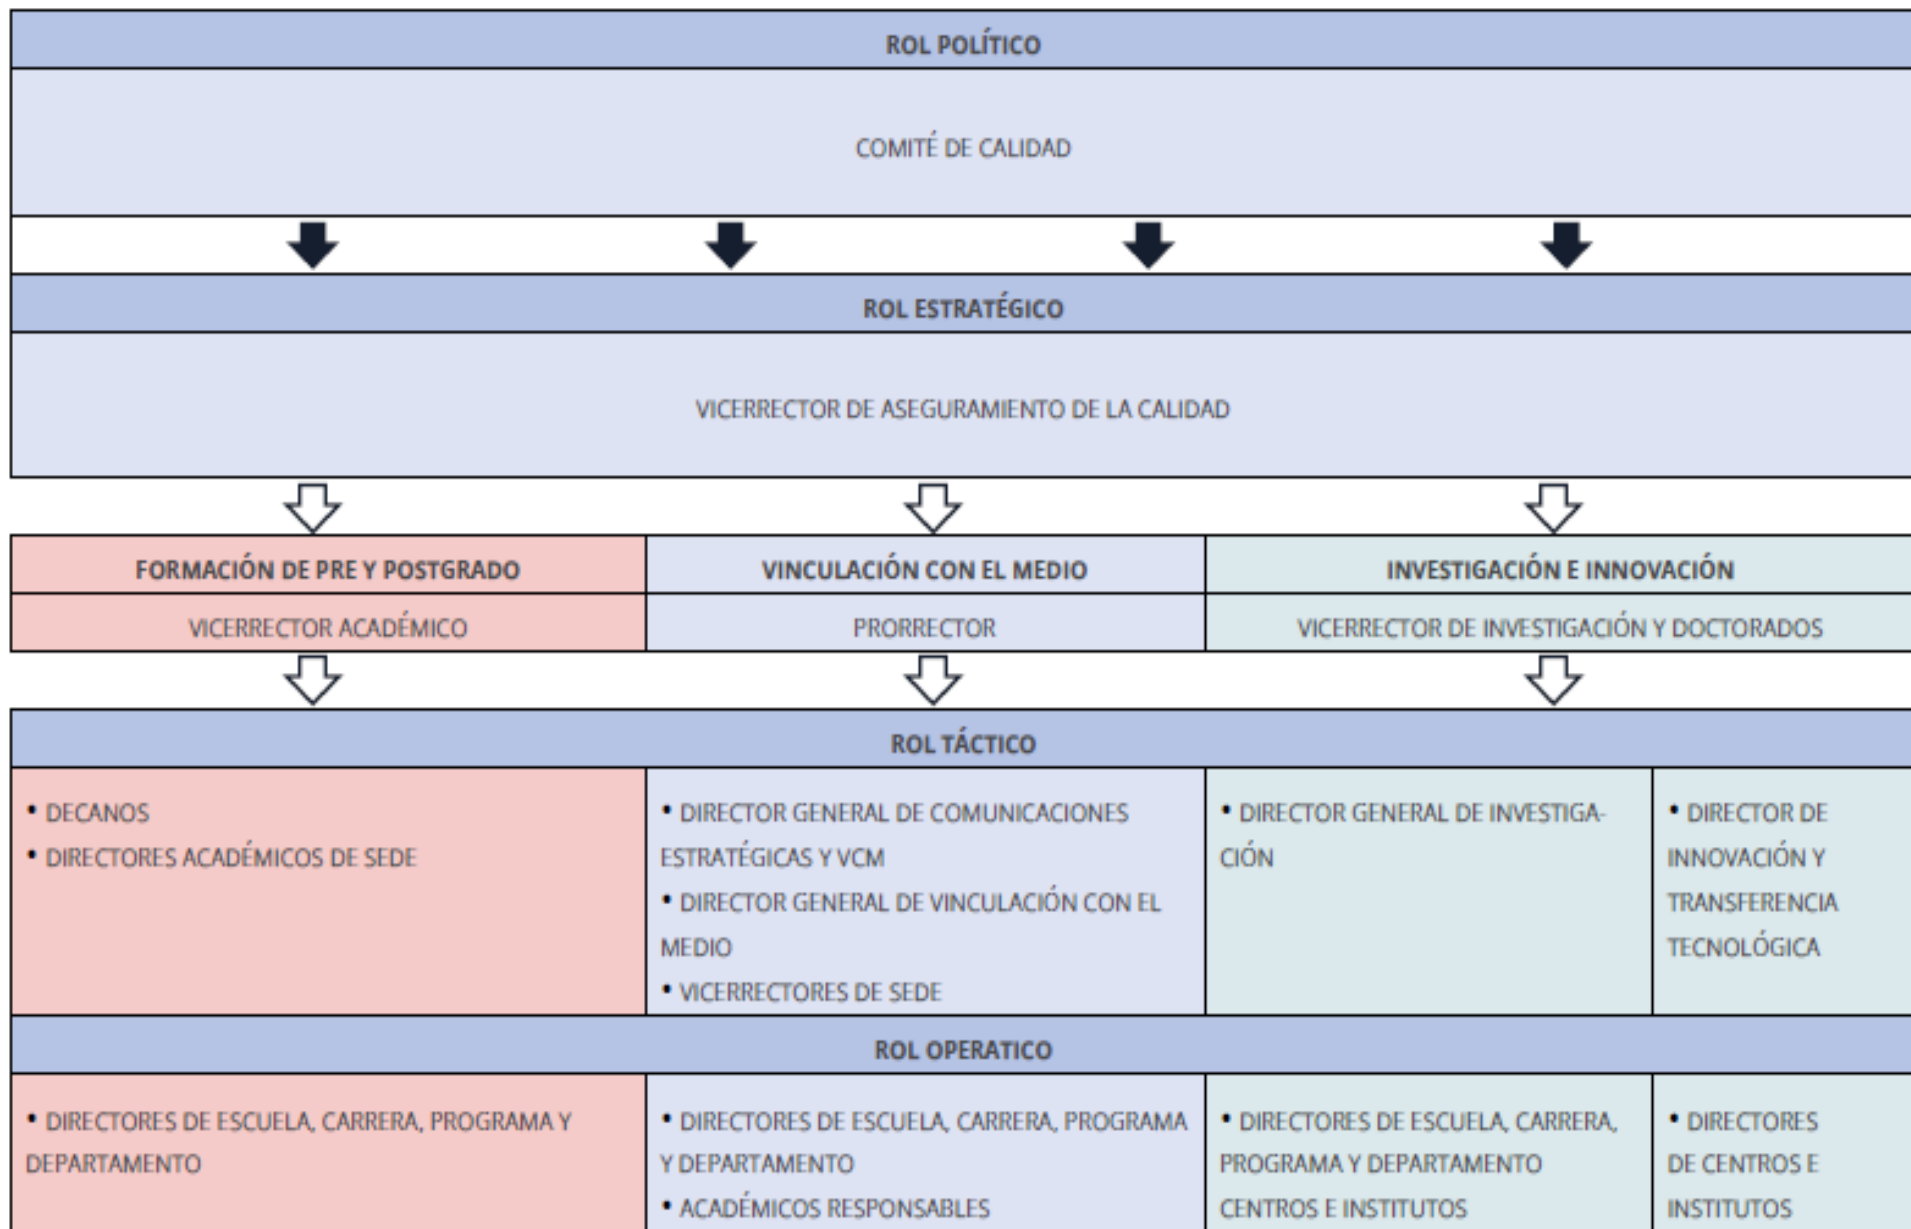 ROL POLÍTICO
COMITÉ DE CALIDAD
ROL ESTRATÉGICO
VICERRECTOR DE ASEGURAMIENTO DE LA CALIDAD
FORMACIÓN DE PRE Y POSTGRADO
VICERRECTOR ACADÉMICO
VINCULACIÓN CON EL MEDIO
PRORRECTOR
INVESTIGACIÓN E INNOVACIÓN
VICERRECTOR DE INVESTIGACIÓN Y DOCTORADOS
ROL TÁCTICO
• DECANOS
• DIRECTORES ACADÉMICOS DE SEDE
• DIRECTOR GENERAL DE COMUNICACIONES
ESTRATÉGICAS Y VCM
• DIRECTOR GENERAL DE VINCULACIÓN CON EL
MEDIO
• VICERRECTORES DE SEDE
• DIRECTOR GENERAL DE INVESTIGA-
CIÓN
• DIRECTOR DE
INNOVACIÓN Y
TRANSFERENCIA
TECNOLÓGICA
ROL OPERATICO
• DIRECTORES DE ESCUELA, CARRERA, PROGRAMA Y
DEPARTAMENTO
• DIRECTORES DE ESCUELA, CARRERA, PROGRAMA
Y DEPARTAMENTO
• ACADÉMICOS RESPONSABLES
• DIRECTORES DE ESCUELA, CARRERA,
PROGRAMA Y DEPARTAMENTO
CENTROS E INSTITUTOS
• DIRECTORES
DE CENTROS E
INSTITUTOS